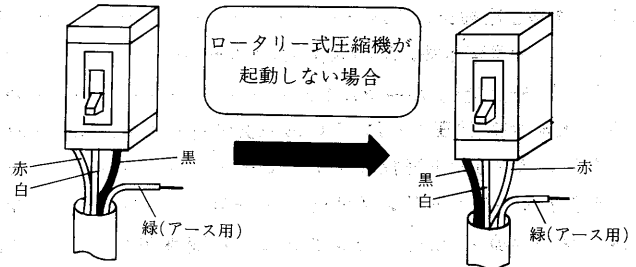 ロータリー式圧縮機が
起動しない場合
赤
白
黒
緑(アース用)
黒
白
赤
緑(アース用)